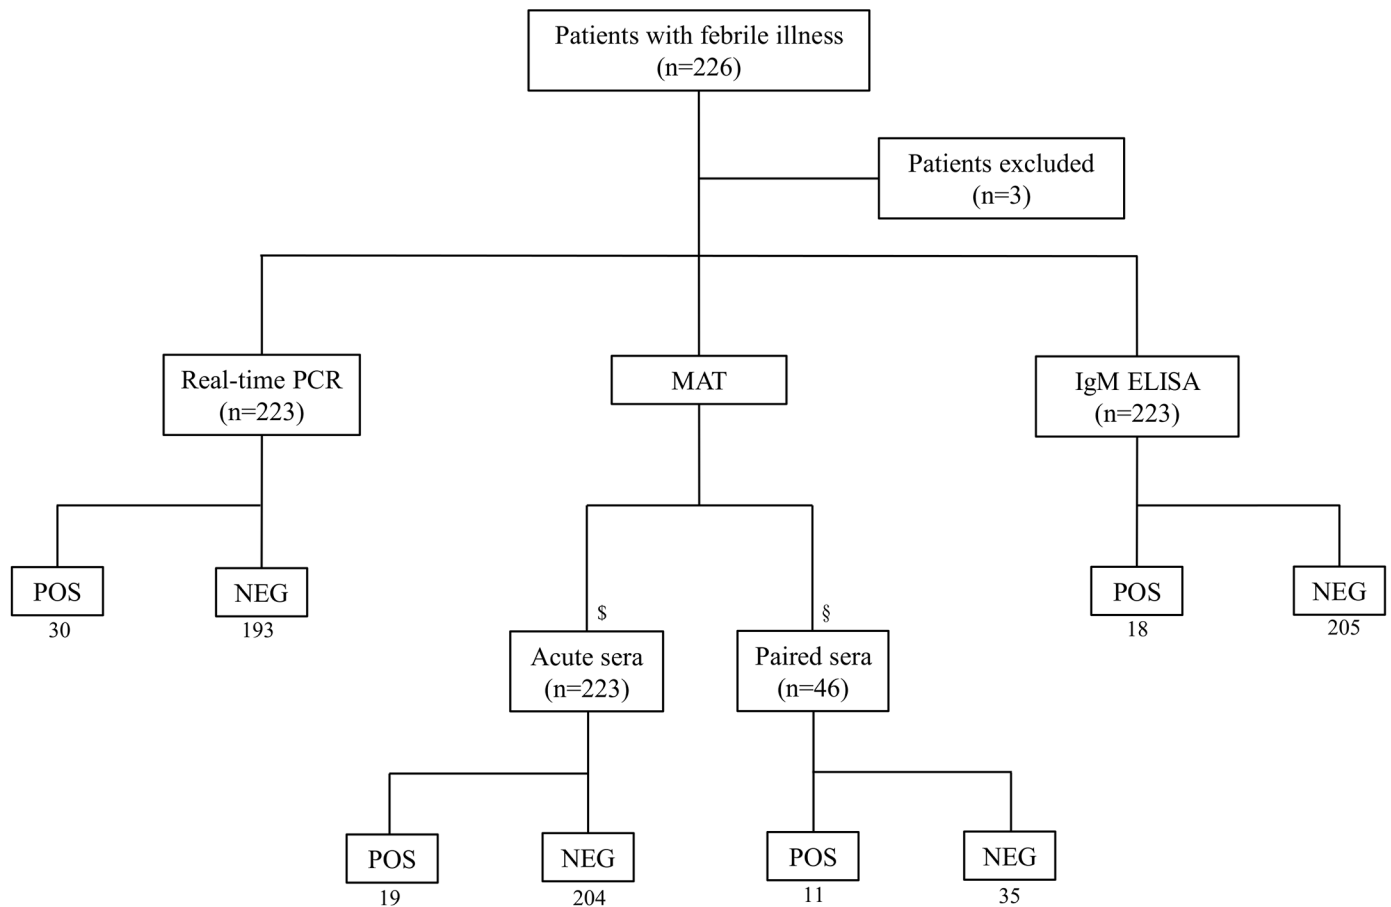 Patients with febrile illness
(n=226)
Patients excluded
(n=3)
Real-time PCR
(n=223)
MAT
IgM ELISA
(n=223)
POS
30
NEG
193
POS
18
NEG
205
$
§
Acute sera
(n=223)
Paired sera
(n=46)
POS
19
NEG
204
POS
11
NEG
35